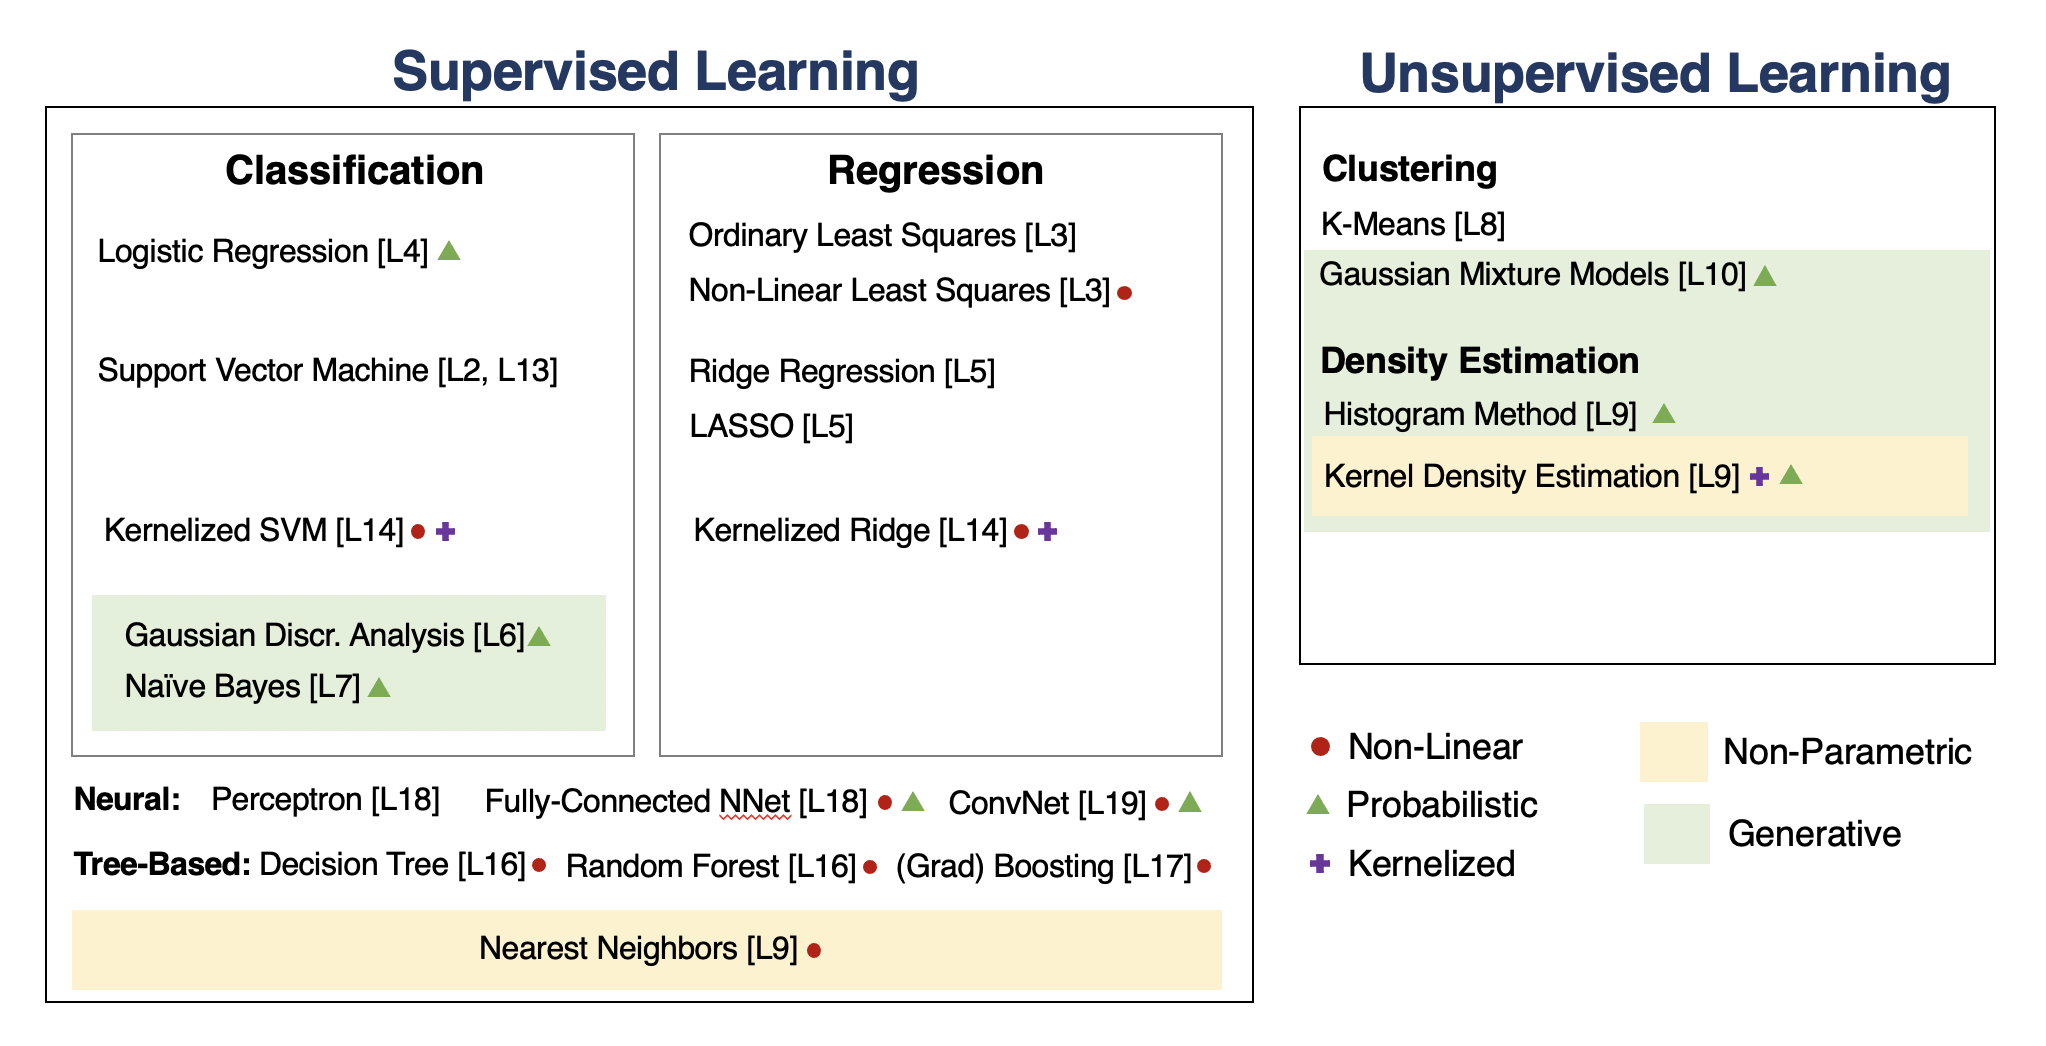 Supervised Learning
Classification
Logistic Regression [L4]
Support Vector Machine [L2, L13]
Kernelized SVM [L14]
Gaussian Discr. Analysis [L6]
Naïve Bayes [L7]
Regression
Ordinary Least Squares [L3]
Non-Linear Least Squares [L3]
Ridge Regression [L5]
LASSO [L5]
Kernelized Ridge [L14]
Neural: Perceptron [L18] Fully-Connected NNet [L18] ConvNet [L19]
Tree-Based: Decision Tree [L16] Random Forest [L16] (Grad) Boosting [L17]
Nearest Neighbors [L9]
Unsupervised Learning
Clustering
K-Means [L8]
Gaussian Mixture Models [L10]
Density Estimation
Histogram Method [L9]
Kernel Density Estimation [L9]
Non-Linear
Probabilistic
Kernelized
Non-Parametric
Generative